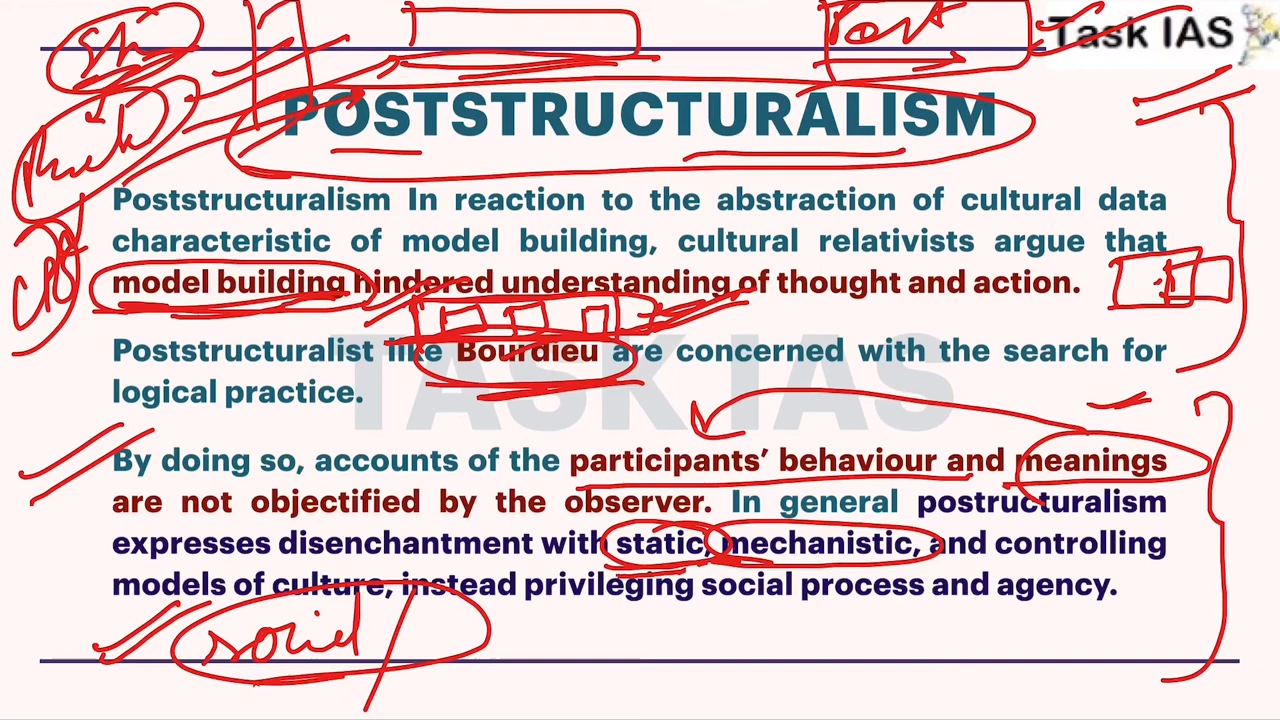 Post
Task IAS
POSTSTRUCTURALISM
Poststructuralism In reaction to the abstraction of cultural data
characteristic of model building, cultural relativists argue that
model building hindered understanding of thought and action.
Poststructuralist like Bourdieu are concerned with the search for
logical practice.
TASK IAS
By doing so, accounts of the participants’ behaviour and meanings
are not objectified by the observer. In general postructuralism
expresses disenchantment with static, mechanistic, and controlling
models of culture, instead privileging social process and agency.